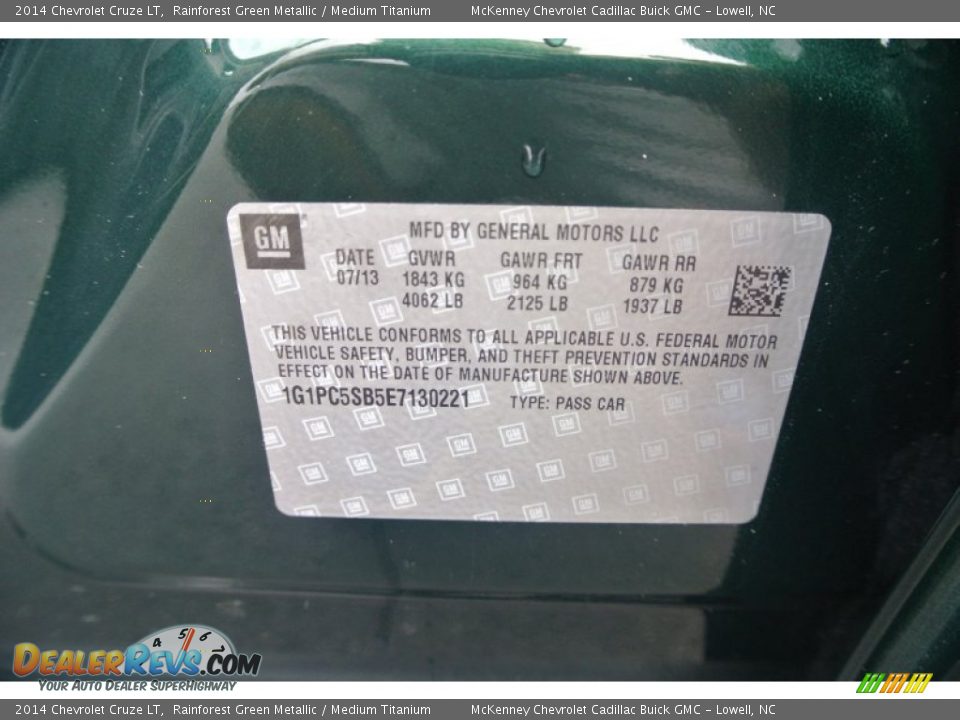 2014 Chevrolet Cruze LT, Rainforest Green Metallic / Medium Titanium McKenney Chevrolet Cadillac Buick GMC - Lowell, NC
GM MFD BY GENERAL MOTORS LLC
DATE GVWR GAWR FRT GAWR RR
07/13 1843 KG 964 KG 879 KG
4062 LB 2125 LB 1937 LB
THIS VEHICLE CONFORMS TO ALL APPLICABLE U.S. FEDERAL MOTOR
VEHICLE SAFETY, BUMPER, AND THEFT PREVENTION STANDARDS IN
EFFECT ON THE DATE OF MANUFACTURE SHOWN ABOVE.
1G1PC5SB5E7130221 TYPE: PASS CAR
4 5 6
DealerRevs.com
Your Auto Dealer SuperHighway
2014 Chevrolet Cruze LT, Rainforest Green Metallic / Medium Titanium McKenney Chevrolet Cadillac Buick GMC - Lowell, NC